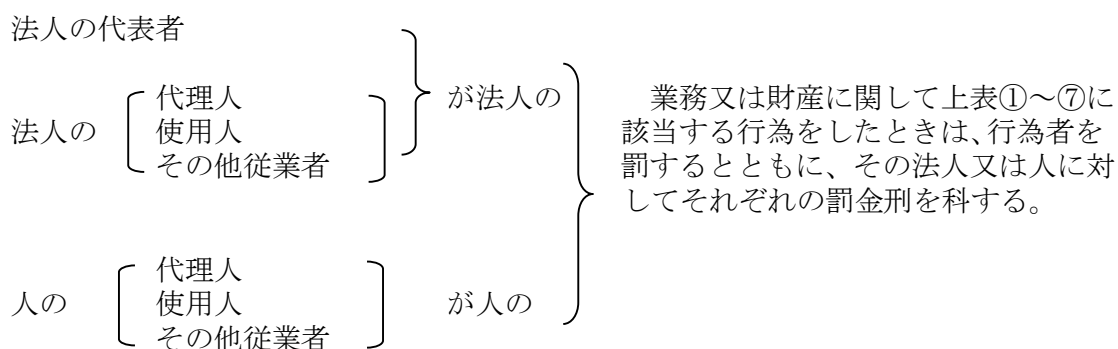 法人の代表者
代理人
法人の 使用人 が法人の
その他従業者
業務又は財産に関して上表①~⑦に
該当する行為をしたときは、行為者を
罰するとともに、その法人又は人に対
してそれぞれの罰金刑を科する。
代理人
人の 使用人 が人の
その他従業者